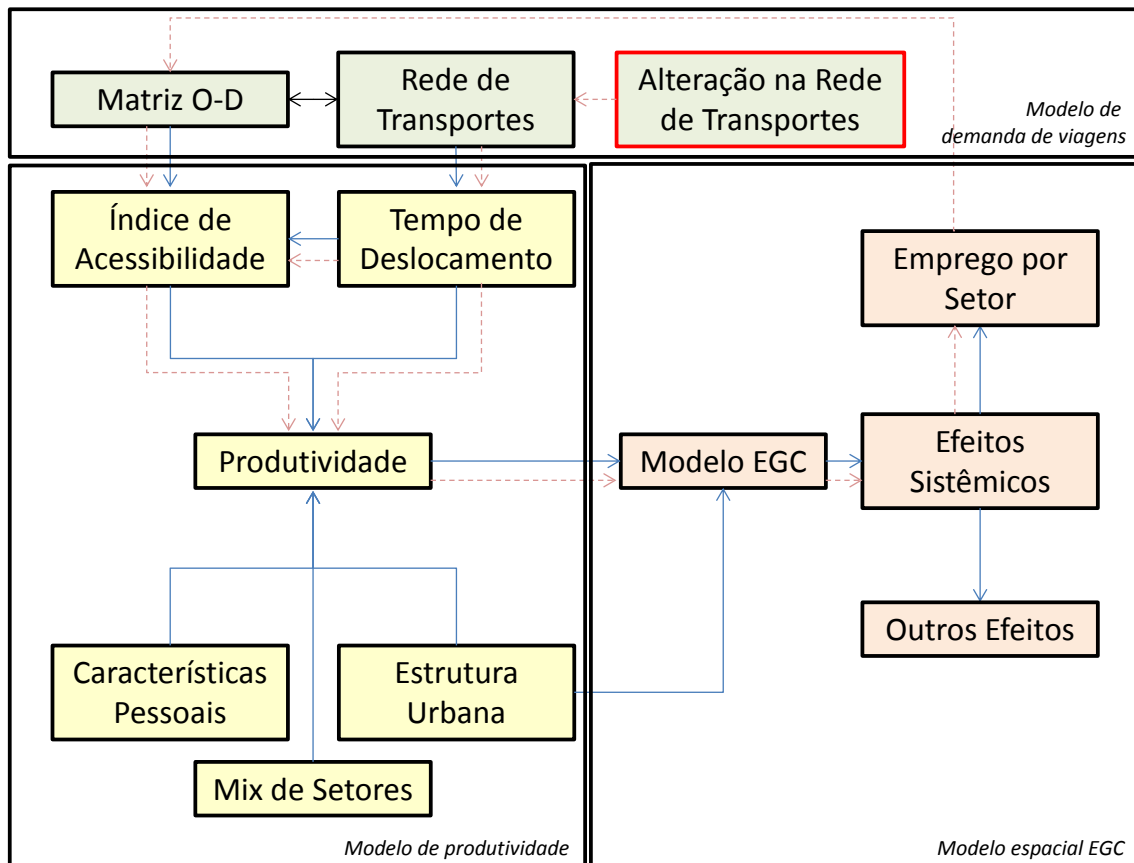 Matriz O-D
Rede de
Transportes
Alteração na Rede
de Transportes
Modelo de
demanda de viagens
Índice de
Acessibilidade
Tempo de
Deslocamento
Emprego por
Setor
Produtividade
Modelo EGC
Efeitos
Sistêmicos
Outros Efeitos
Característícas
Pessoais
Estrutura
Urbana
Mix de Setores
Modelo de produtividade
Modelo espacial EGC